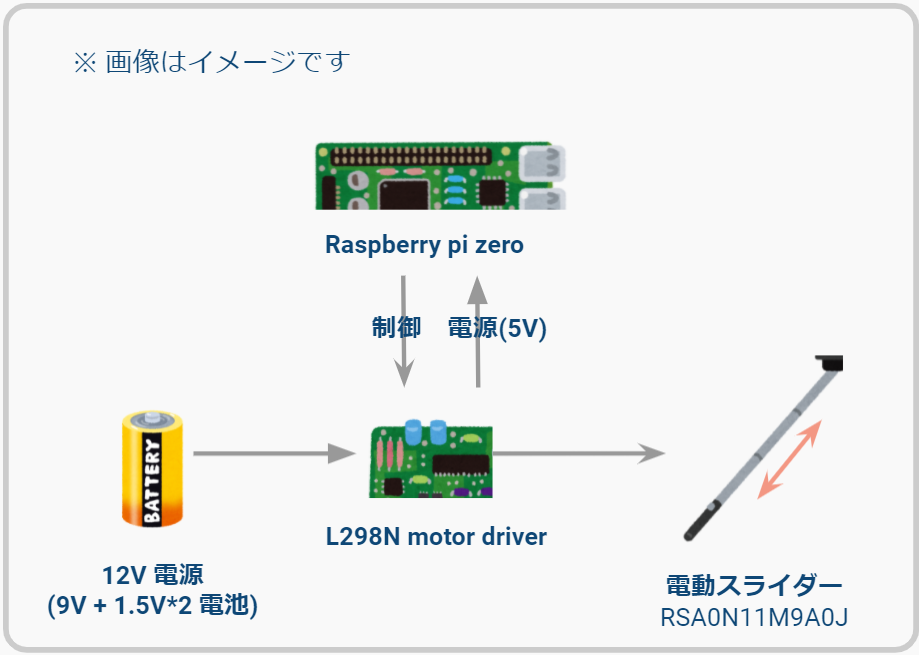 ※ 画像はイメージです
Raspberry pi zero
制御 電源(5V)
BATTERY
L298N motor driver
12V 電源
(9V + 1.5V*2 電池)
電動スライダー
RSA0N11M9A0J